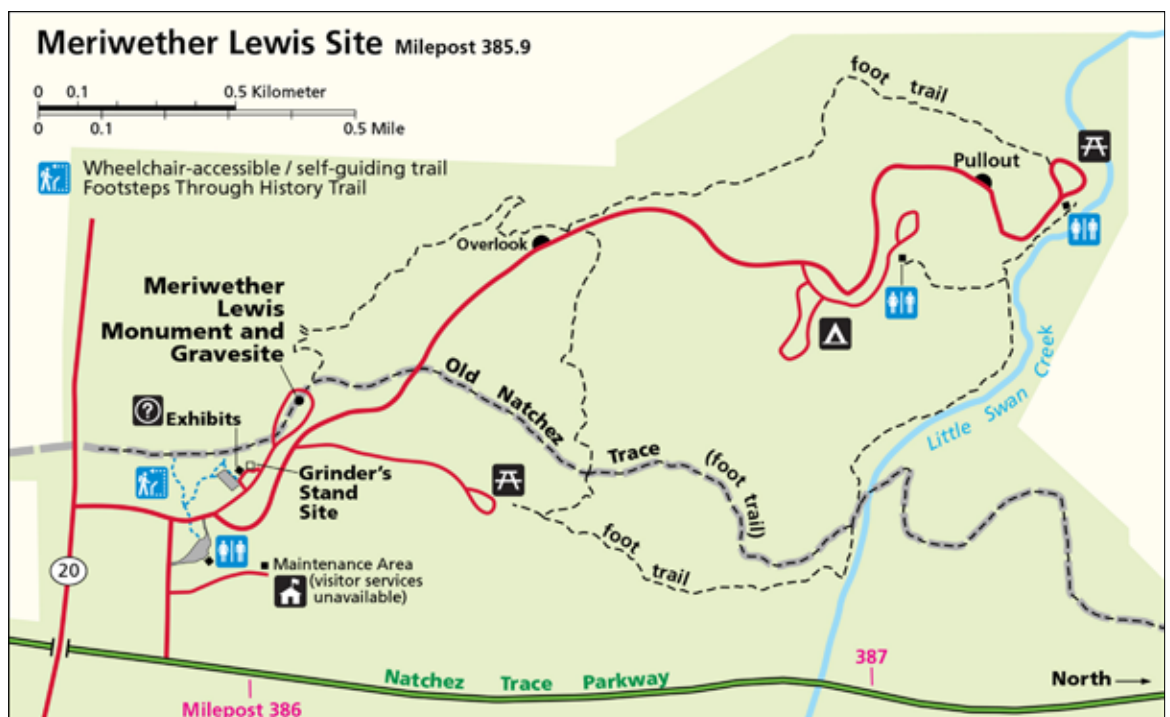 Meriwether Lewis Site Milepost 385.9
0 0.1 0.5 Kilometer
0 0.1 0.5 Mile
Wheelchair-accessible / self-guiding trail
Footsteps Through History Trail
foot trail
Pullout
Overlook
Meriwether
Lewis
Monument and
Gravesite
Old Natchez Trace (foot trail)
Little Swan Creek
?
Exhibits
Grinder's
Stand
Site
foot trail
20
Maintenance Area
(visitor services
unavailable)
387
Natchez Trace Parkway
North
Milepost 386